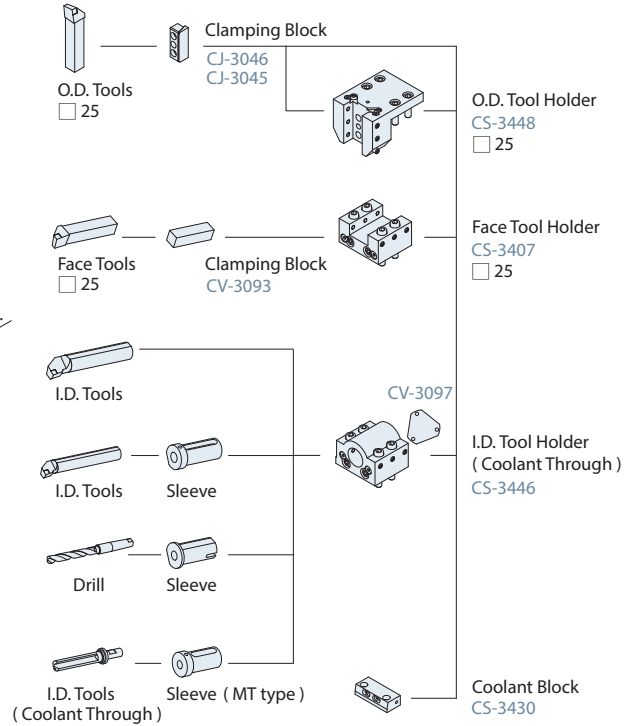 Clamping Block
CJ-3046
CJ-3045
O.D. Tools
□ 25
O.D. Tool Holder
CS-3448
□ 25
Face Tools
□ 25
Clamping Block
CV-3093
Face Tool Holder
CS-3407
□ 25
I.D. Tools
CV-3097
I.D. Tools
Sleeve
I.D. Tool Holder
( Coolant Through )
CS-3446
Drill
Sleeve
I.D. Tools
( Coolant Through )
Sleeve ( MT type )
Coolant Block
CS-3430